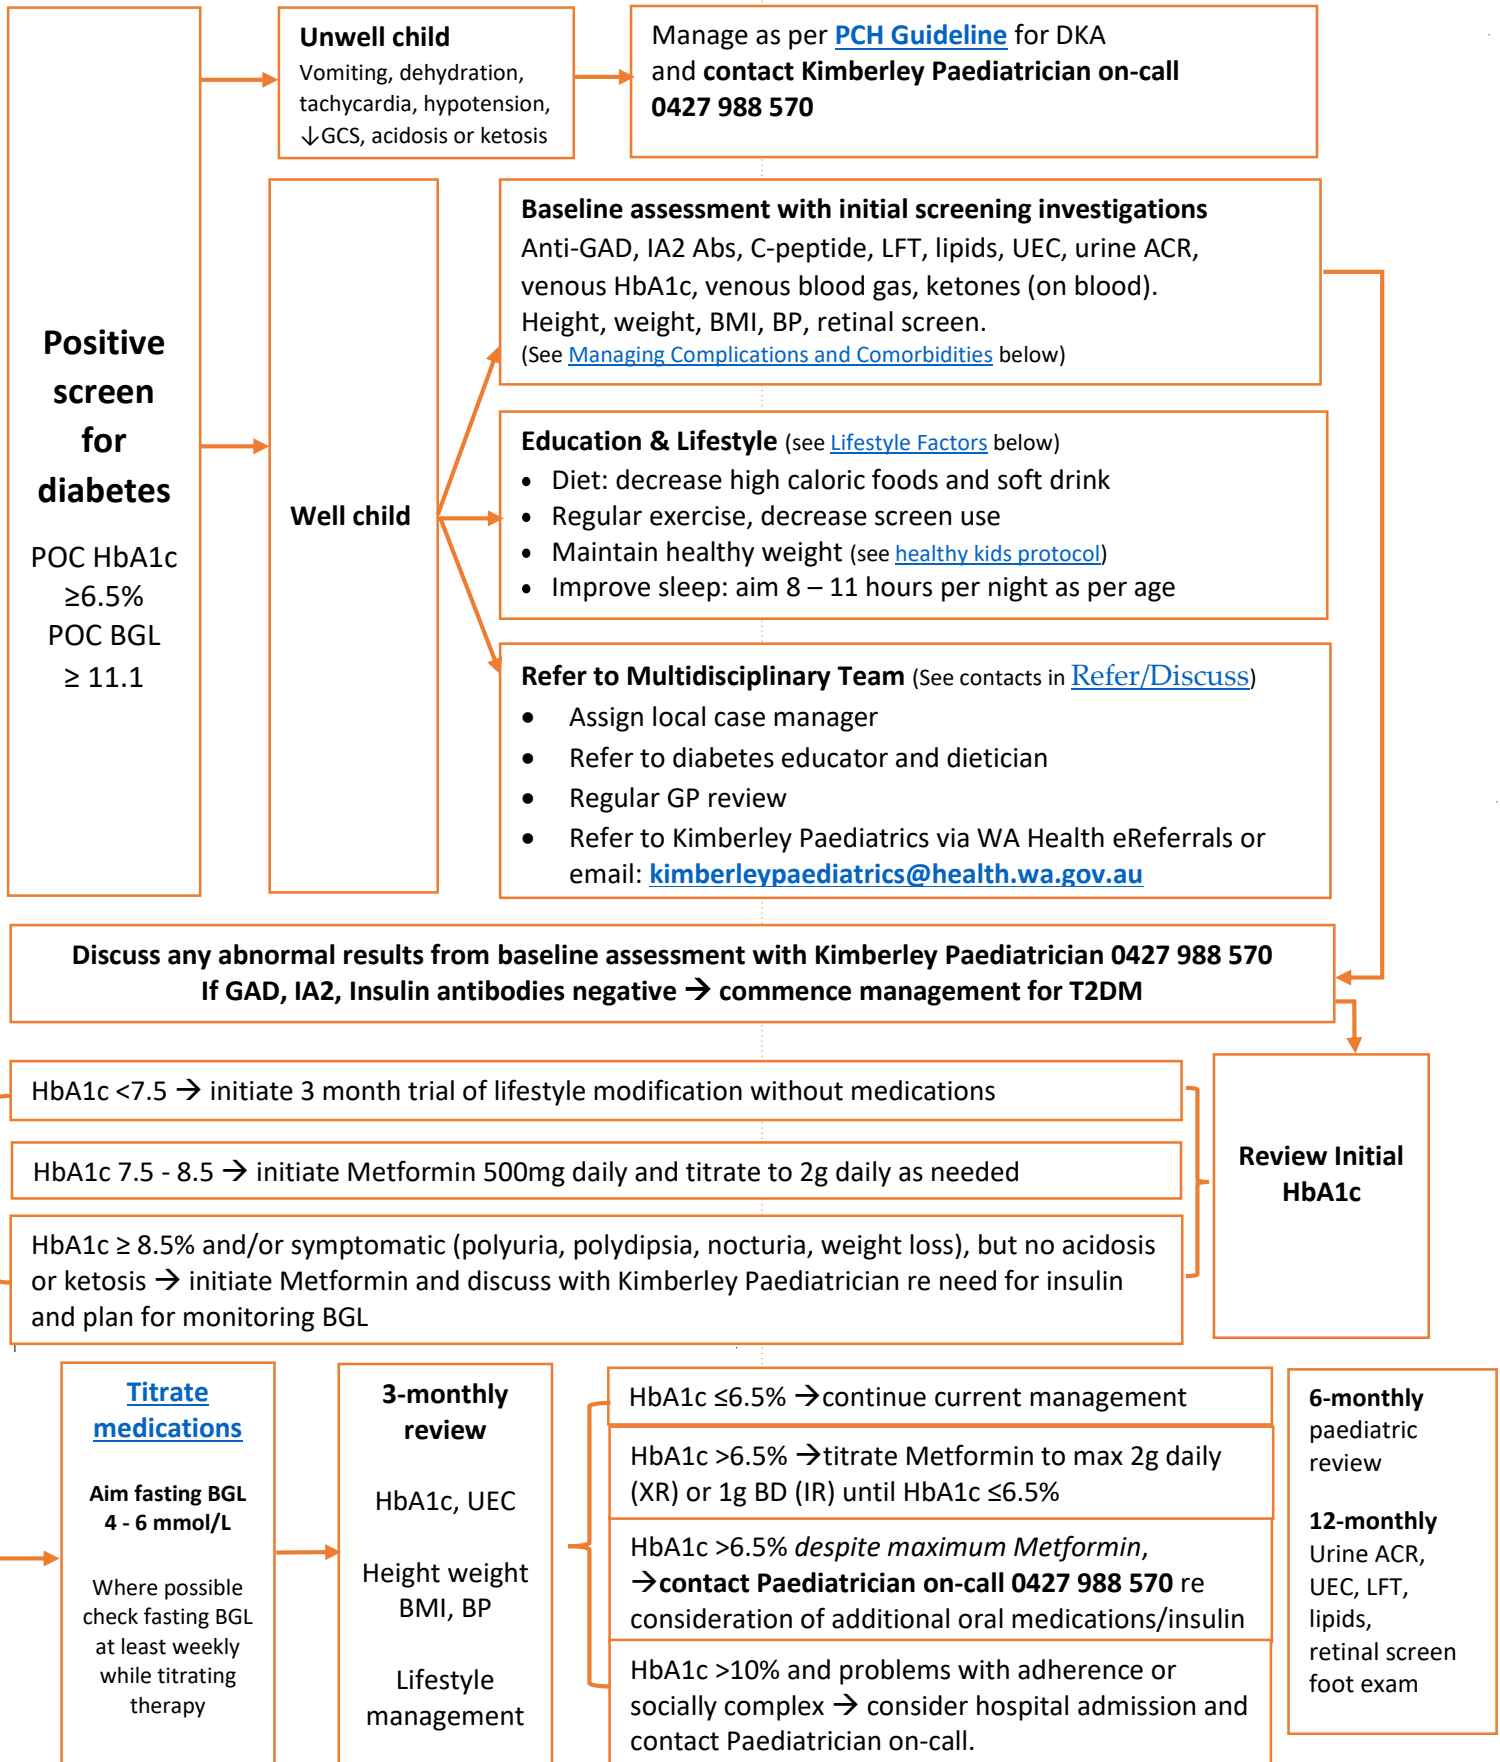 Positive
screen
for
diabetes
POC HbA1c
≥6.5%
POC BGL
≥ 11.1
Unwell child
Vomiting, dehydration,
tachycardia, hypotension,
↓GCS, acidosis or ketosis
Manage as per PCH Guideline for DKA
and contact Kimberley Paediatrician on-call
0427 988 570
Well child
Baseline assessment with initial screening investigations
Anti-GAD, IA2 Abs, C-peptide, LFT, lipids, UEC, urine ACR,
venous HbA1c, venous blood gas, ketones (on blood).
Height, weight, BMI, BP, retinal screen.
(See Managing Complications and Comorbidities below)
Education & Lifestyle (see Lifestyle Factors below)
• Diet: decrease high caloric foods and soft drink
• Regular exercise, decrease screen use
• Maintain healthy weight (see healthy kids protocol)
• Improve sleep: aim 8 – 11 hours per night as per age
Refer to Multidisciplinary Team (See contacts in Refer/Discuss)
• Assign local case manager
• Refer to diabetes educator and dietician
• Regular GP review
• Refer to Kimberley Paediatrics via WA Health eReferrals or
email: kimberleypaediatrics@health.wa.gov.au
Discuss any abnormal results from baseline assessment with Kimberley Paediatrician 0427 988 570
If GAD, IA2, Insulin antibodies negative → commence management for T2DM
Review Initial
HbA1c
HbA1c <7.5 → initiate 3 month trial of lifestyle modification without medications
HbA1c 7.5 - 8.5 → initiate Metformin 500mg daily and titrate to 2g daily as needed
HbA1c ≥ 8.5% and/or symptomatic (polyuria, polydipsia, nocturia, weight loss), but no acidosis
or ketosis → initiate Metformin and discuss with Kimberley Paediatrician re need for insulin
and plan for monitoring BGL
Titrate
medications
Aim fasting BGL
4 - 6 mmol/L
Where possible
check fasting BGL
at least weekly
while titrating
therapy
3-monthly
review
HbA1c, UEC
Height weight
BMI, BP
Lifestyle
management
HbA1c ≤6.5% →continue current management
HbA1c >6.5% →titrate Metformin to max 2g daily
(XR) or 1g BD (IR) until HbA1c ≤6.5%
HbA1c >6.5% despite maximum Metformin,
→contact Paediatrician on-call 0427 988 570 re
consideration of additional oral medications/insulin
HbA1c >10% and problems with adherence or
socially complex → consider hospital admission and
contact Paediatrician on-call.
6-monthly
paediatric
review
12-monthly
Urine ACR,
UEC, LFT,
lipids,
retinal screen
foot exam